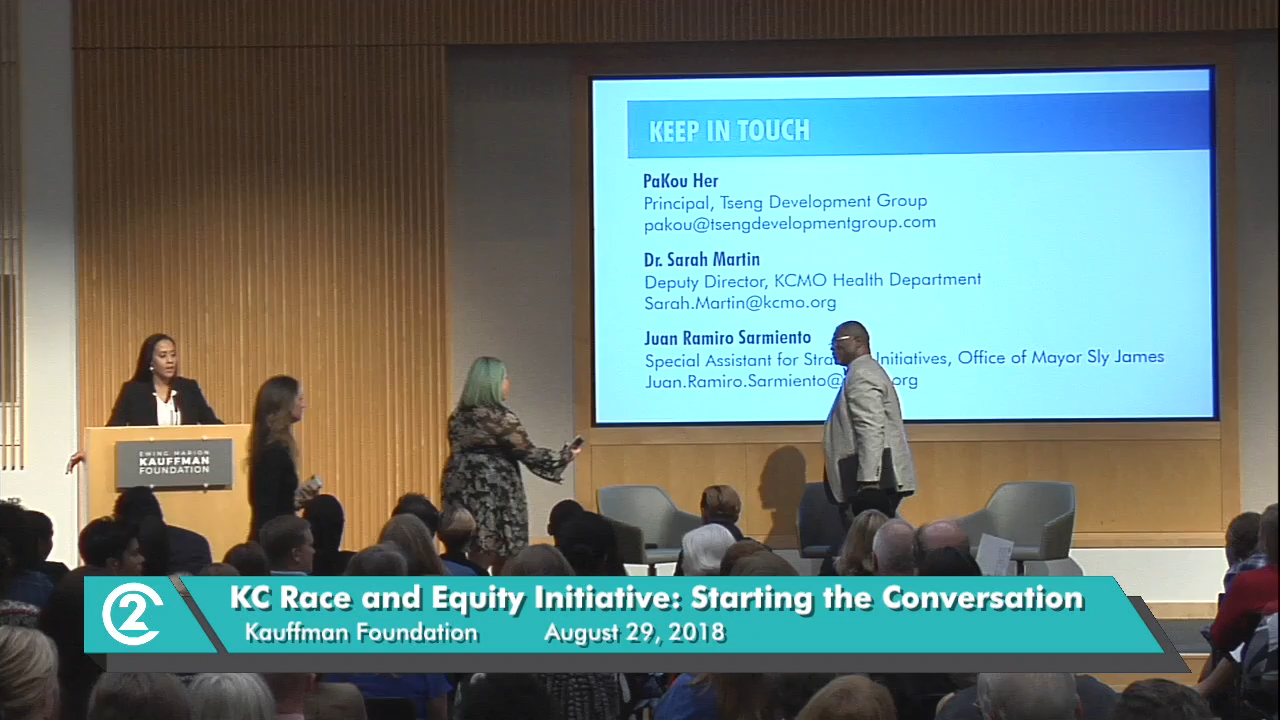 KEEP IN TOUCH
PaKou Her
Principal, Tseng Development Group
pakou@tsengdevelopmentgroup.com
Dr. Sarah Martin
Deputy Director, KCMO Health Department
Sarah.Martin@kcmo.org
Juan Ramiro Sarmiento
Special Assistant for Initiatives, Office of Mayor Sly James
Juan.Ramiro.Sarmiento@ .org
EWING MARION
KAUFFMAN
FOUNDATION
2 KC Race and Equity Initiative: Starting the Conversation
Kauffman Foundation August 29, 2018